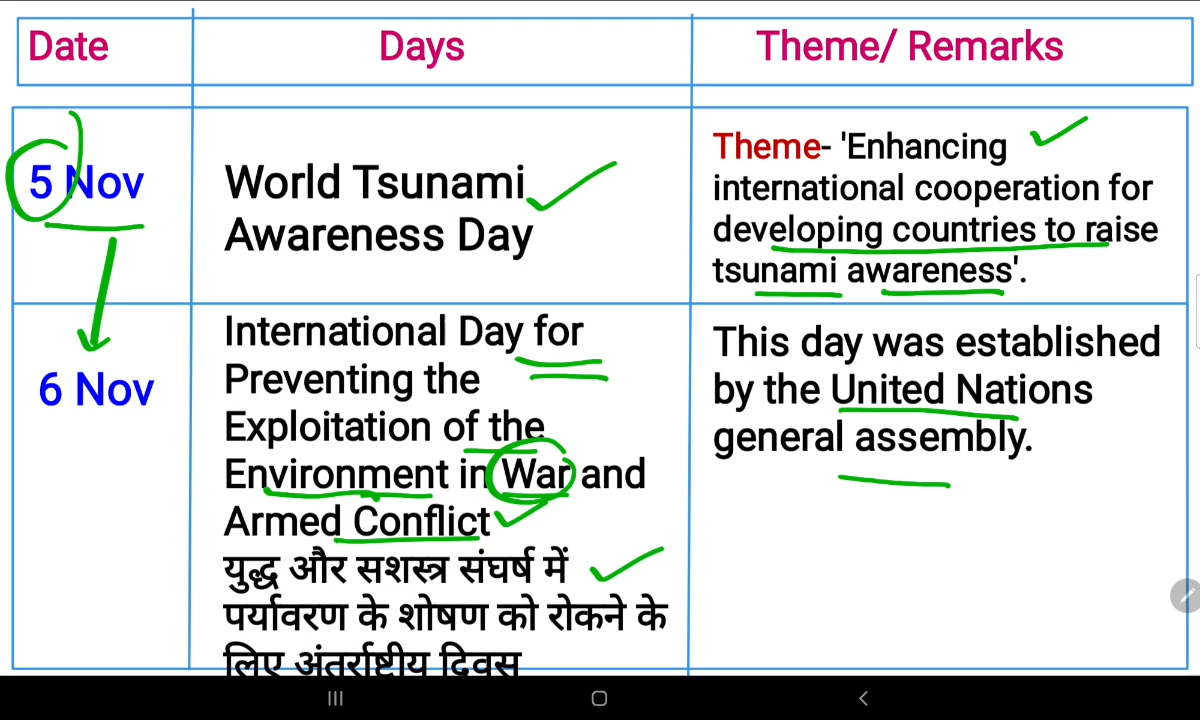 Date
Days
Theme/ Remarks
5 Nov
World Tsunami
Awareness Day
Theme- 'Enhancing
international cooperation for
developing countries to raise
tsunami awareness'.
6 Nov
International Day for
Preventing the
Exploitation of the
Environment in War and
Armed Conflict
युद्ध और सशस्त्र संघर्ष में
पर्यावरण के शोषण को रोकने के
लिए अंतर्राष्ट्रीय दिवस
This day was established
by the United Nations
general assembly.